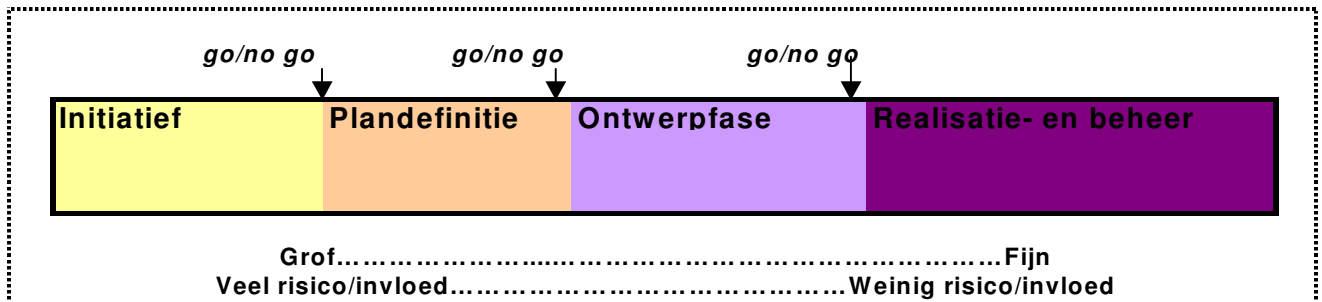 go/no go go/no go go/no go
Initiatief Plandefinitie Ontwerpfase Realisatie- en beheer
Grof……………………...……………………………………………Fijn
Veel risico/invloed………………………………………Weinig risico/invloed